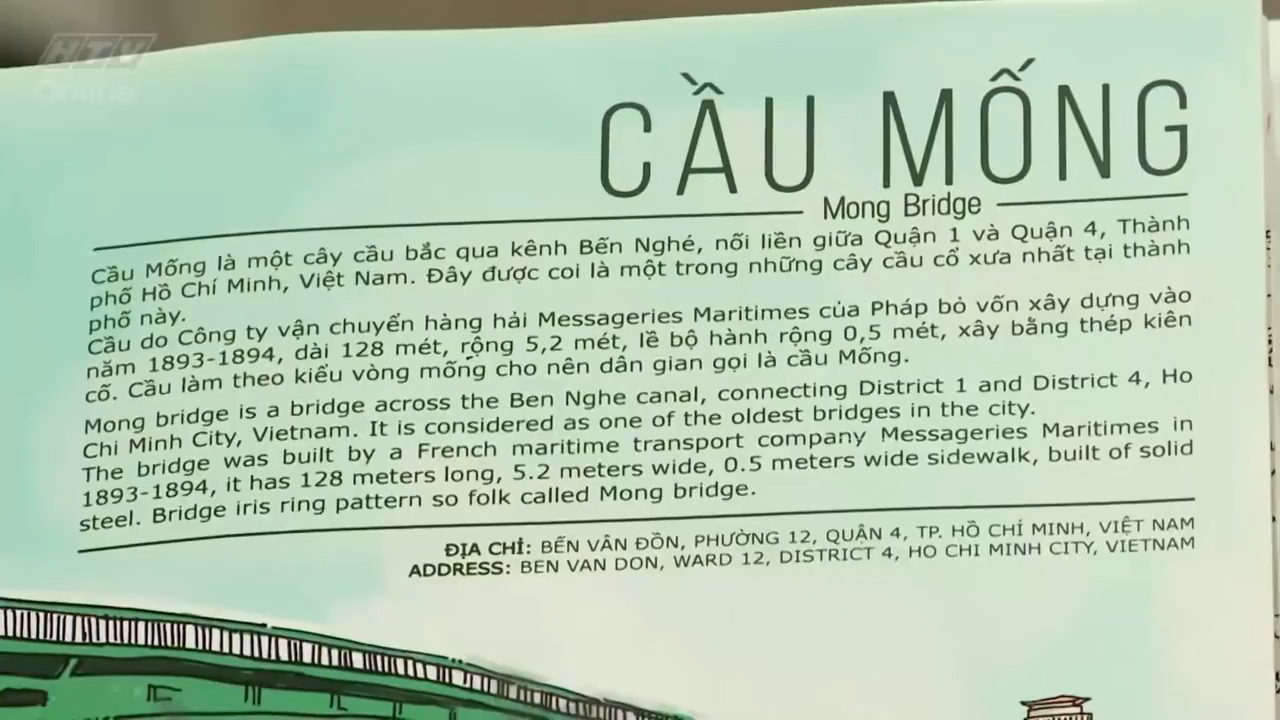 HTV
Online
CẦU MỐNG
Mong Bridge
Cầu Mống là một cây cầu bắc qua kênh Bến Nghé, nối liền giữa Quận 1 và Quận 4, Thành
phố Hồ Chí Minh, Việt Nam. Đây được coi là một trong những cây cầu cổ xưa nhất tại thành
phố này.
Cầu do Công ty vận chuyển hàng hải Messageries Maritimes của Pháp bỏ vốn xây dựng vào
năm 1893-1894, dài 128 mét, rộng 5,2 mét, lề bộ hành rộng 0,5 mét, xây bằng thép kiên
cố. Cầu làm theo kiểu vòng mống cho nên dân gian gọi là cầu Mống.
Mong bridge is a bridge across the Ben Nghe canal, connecting District 1 and District 4, Ho
Chi Minh City, Vietnam. It is considered as one of the oldest bridges in the city.
The bridge was built by a French maritime transport company Messageries Maritimes in
1893-1894, it has 128 meters long, 5.2 meters wide, 0.5 meters wide sidewalk, built of solid
steel. Bridge iris ring pattern so folk called Mong bridge.
ĐỊA CHỈ: BẾN VÂN ĐỒN, PHƯỜNG 12, QUẬN 4, TP. HỒ CHÍ MINH, VIỆT NAM
ADDRESS: BEN VAN DON, WARD 12, DISTRICT 4, HO CHI MINH CITY, VIETNAM